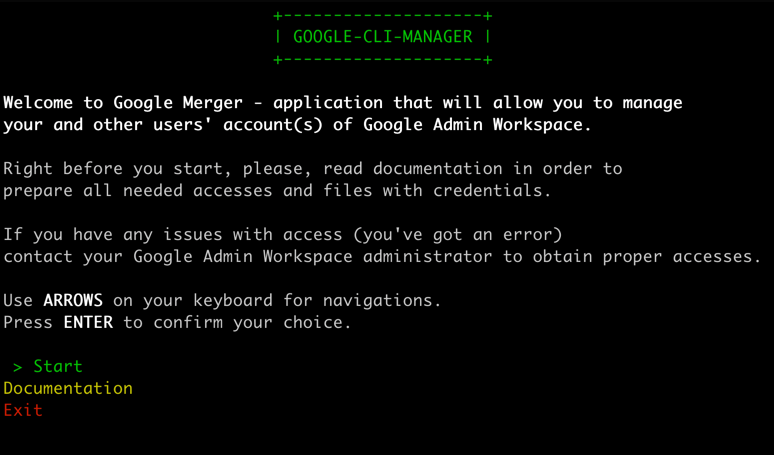 +--------------------+
| GOOGLE-CLI-MANAGER |
+--------------------+
Welcome to Google Merger - application that will allow you to manage
your and other users' account(s) of Google Admin Workspace.
Right before you start, please, read documentation in order to
prepare all needed accesses and files with credentials.
If you have any issues with access (you've got an error)
contact your Google Admin Workspace administrator to obtain proper accesses.
Use ARROWS on your keyboard for navigations.
Press ENTER to confirm your choice.
> Start
Documentation
Exit